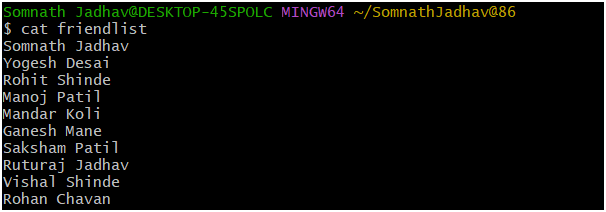 Somnath Jadhav@DESKTOP-45SPOLC MINGW64 ~/SomnathJadhav@86
$ cat friendlist
Somnath Jadhav
Yogesh Desai
Rohit Shinde
Manoj Patil
Mandar Koli
Ganesh Mane
Saksham Patil
Ruturaj Jadhav
Vishal Shinde
Rohan Chavan